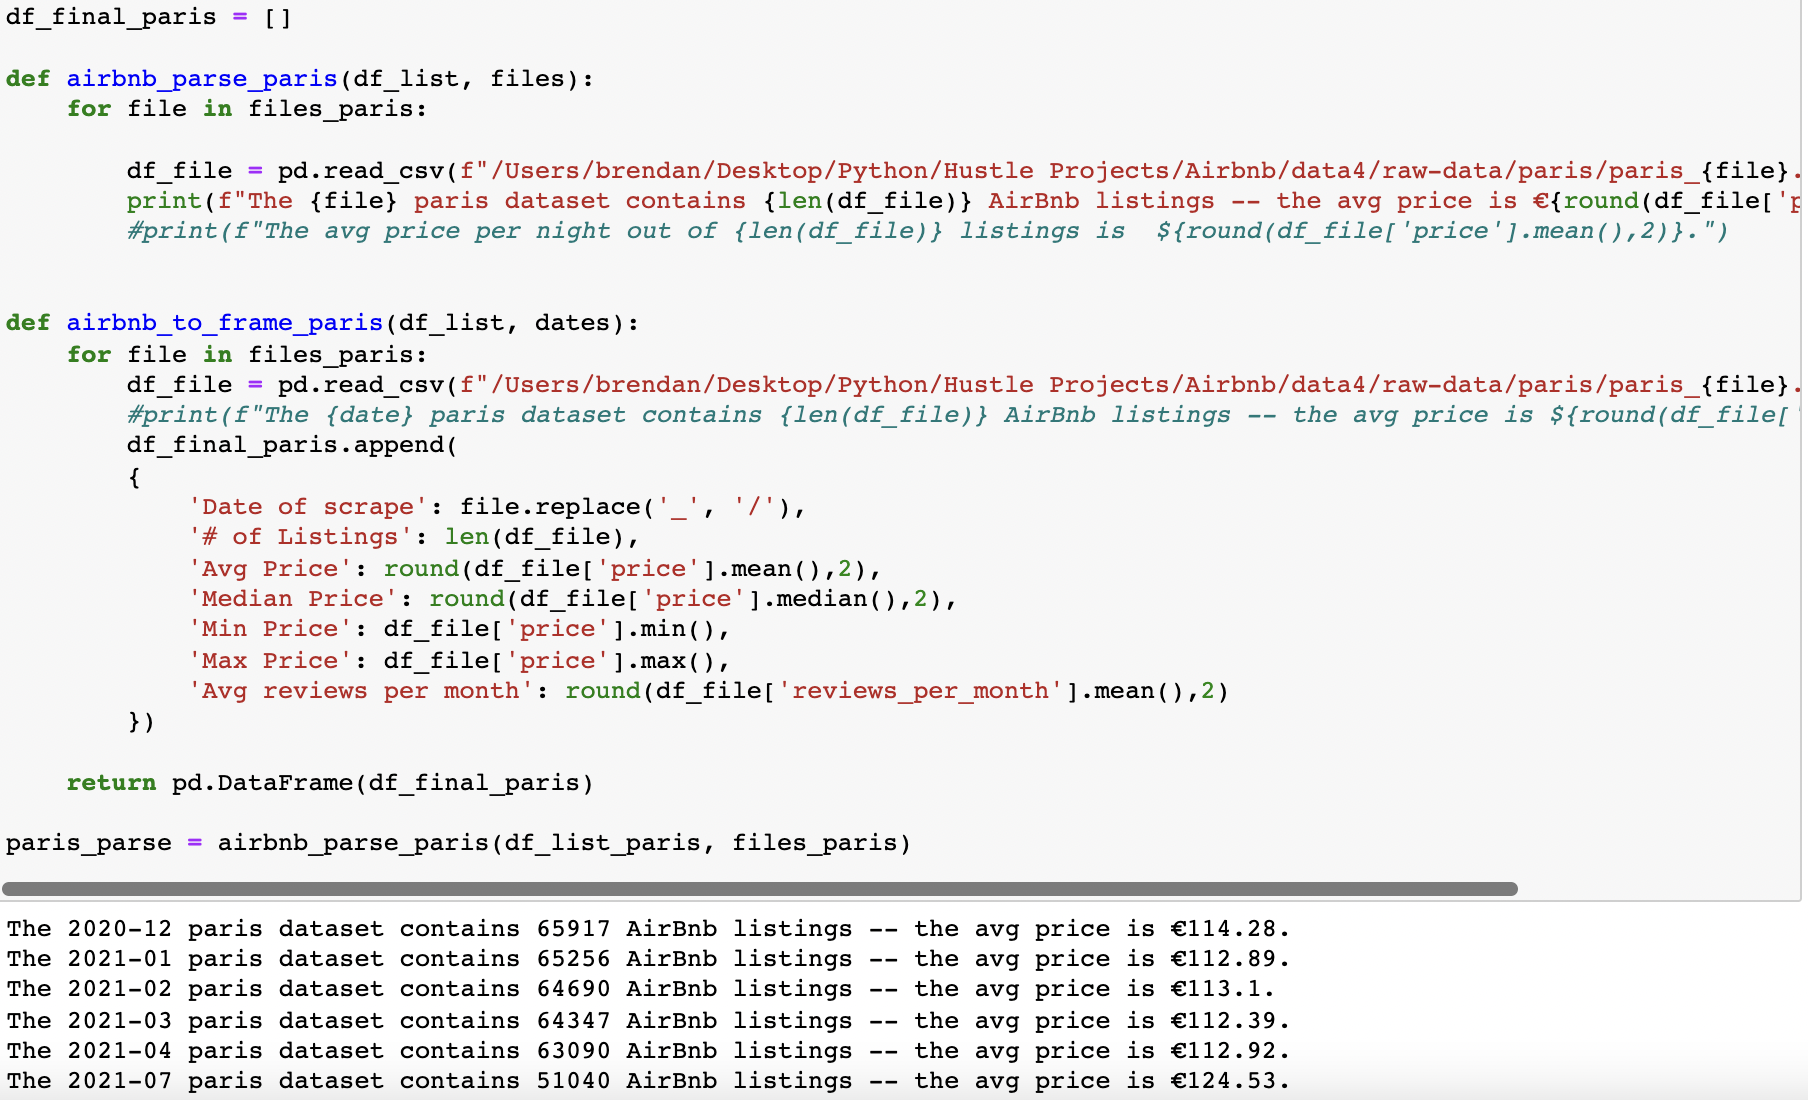 df_final_paris = []
def airbnb_parse_paris(df_list, files):
    for file in files_paris:
        df_file = pd.read_csv(f"/Users/brendan/Desktop/Python/Hustle Projects/Airbnb/data4/raw-data/paris/paris_{file}.
        print(f"The {file} paris dataset contains {len(df_file)} AirBnb listings -- the avg price is €{round(df_file['p
        #print(f"The avg price per night out of {len(df_file)} listings is  ${round(df_file['price'].mean(),2)}.")
def airbnb_to_frame_paris(df_list, dates):
    for file in files_paris:
        df_file = pd.read_csv(f"/Users/brendan/Desktop/Python/Hustle Projects/Airbnb/data4/raw-data/paris/paris_{file}.
        #print(f"The {date} paris dataset contains {len(df_file)} AirBnb listings -- the avg price is ${round(df_file['
        df_final_paris.append(
        {
            'Date of scrape': file.replace('_', '/'),
            '# of Listings': len(df_file),
            'Avg Price': round(df_file['price'].mean(),2),
            'Median Price': round(df_file['price'].median(),2),
            'Min Price': df_file['price'].min(),
            'Max Price': df_file['price'].max(),
            'Avg reviews per month': round(df_file['reviews_per_month'].mean(),2)
        })
    return pd.DataFrame(df_final_paris)
paris_parse = airbnb_parse_paris(df_list_paris, files_paris)
The 2020-12 paris dataset contains 65917 AirBnb listings -- the avg price is €114.28.
The 2021-01 paris dataset contains 65256 AirBnb listings -- the avg price is €112.89.
The 2021-02 paris dataset contains 64690 AirBnb listings -- the avg price is €113.1.
The 2021-03 paris dataset contains 64347 AirBnb listings -- the avg price is €112.39.
The 2021-04 paris dataset contains 63090 AirBnb listings -- the avg price is €112.92.
The 2021-07 paris dataset contains 51040 AirBnb listings -- the avg price is €124.53.